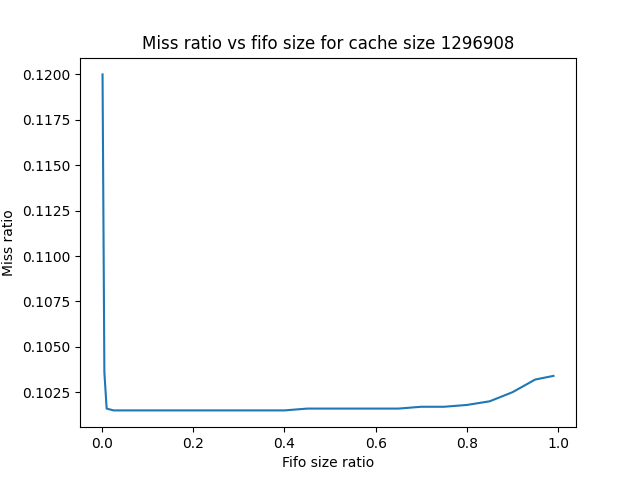 Miss ratio vs fifo size for cache size 1296908
0.1200
0.1175
0.1150
0.1125
0.1100
0.1075
0.1050
0.1025
Miss ratio
0.0 0.2 0.4 0.6 0.8 1.0
Fifo size ratio